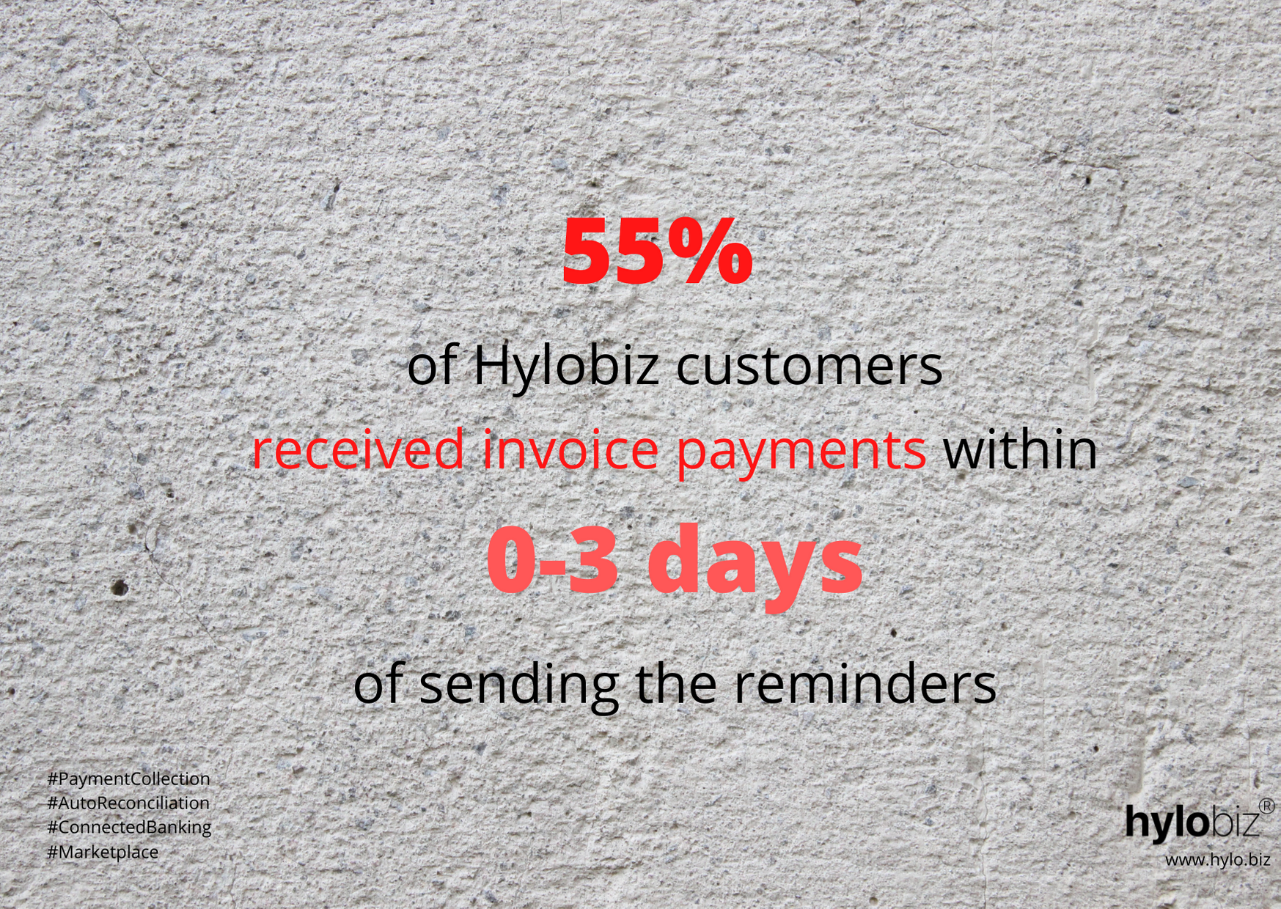 55%
of Hylobiz customers
received invoice payments within
0-3 days
of sending the reminders
#PaymentCollection
#AutoReconciliation
#ConnectedBanking
#Marketplace
hylobiz®
www.hylo.biz